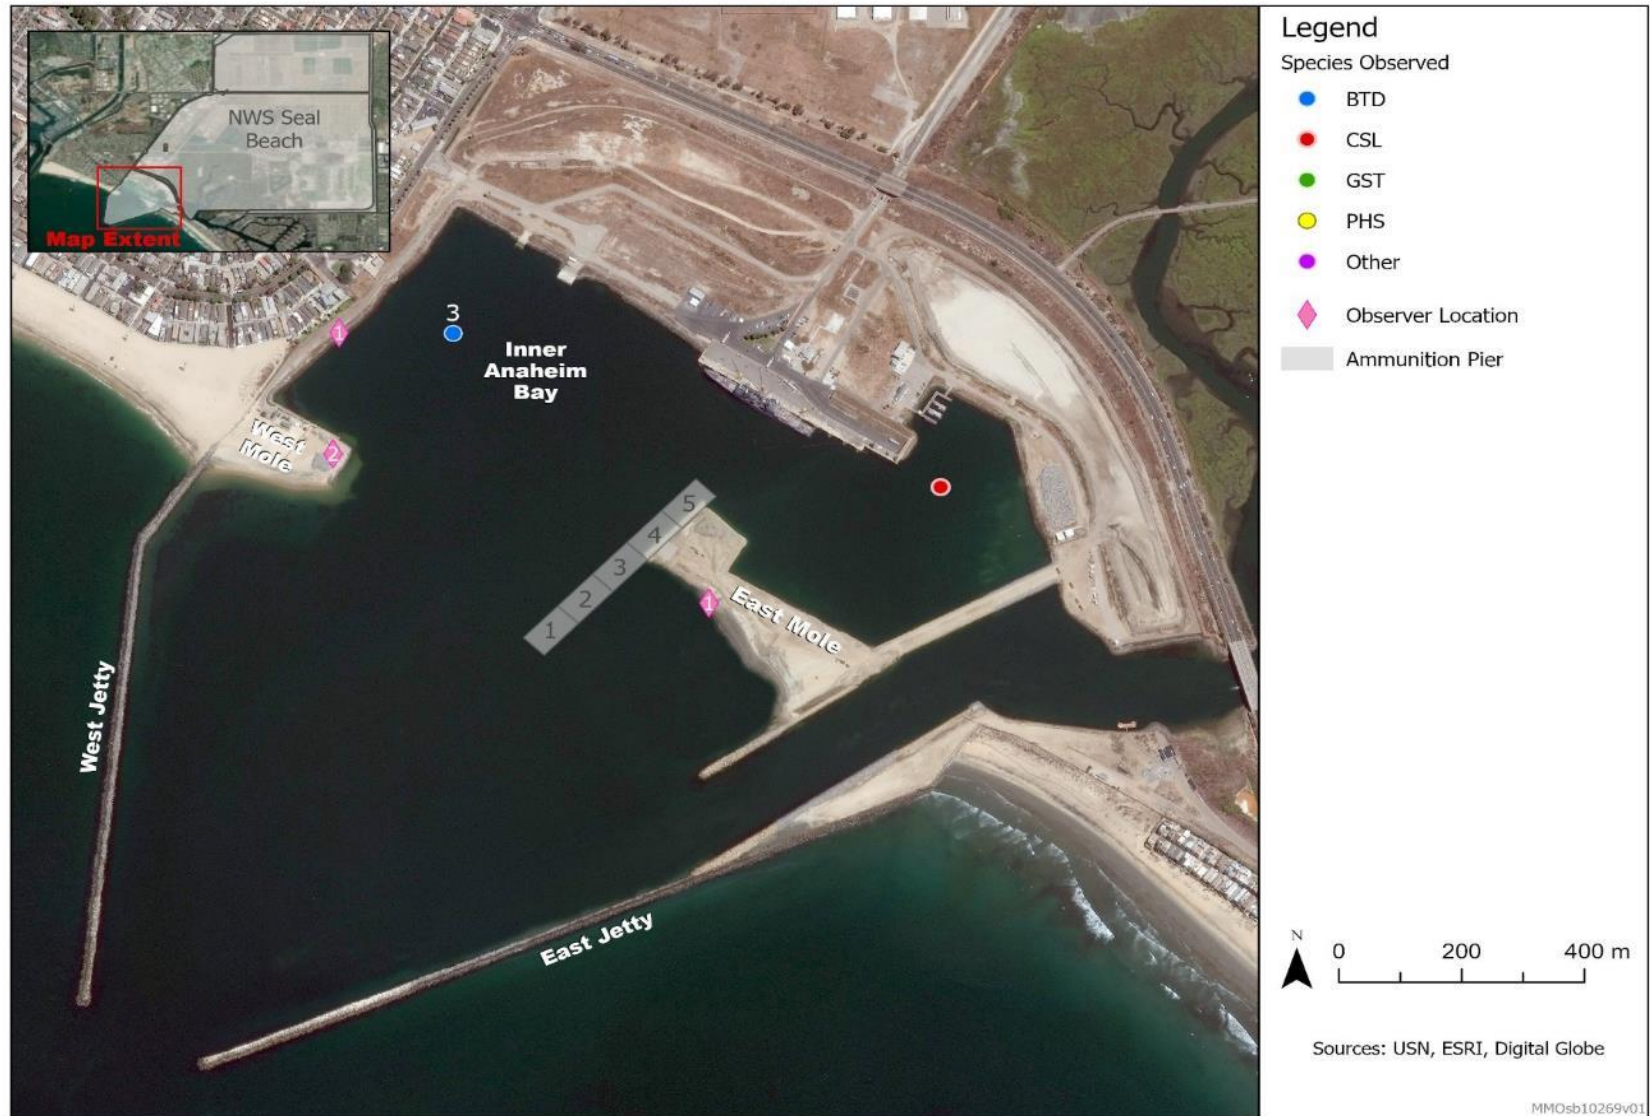 NWS Seal
Beach
Map Extent
3
1
Inner
Anaheim
Bay
West
Mole
2
5
4
3
2
1
1
East Mole
West Jetty
East Jetty
Legend
Species Observed
BTD
CSL
GST
PHS
Other
Observer Location
Ammunition Pier
N
0 200 400 m
Sources: USN, ESRI, Digital Globe
MMOsb10269v01